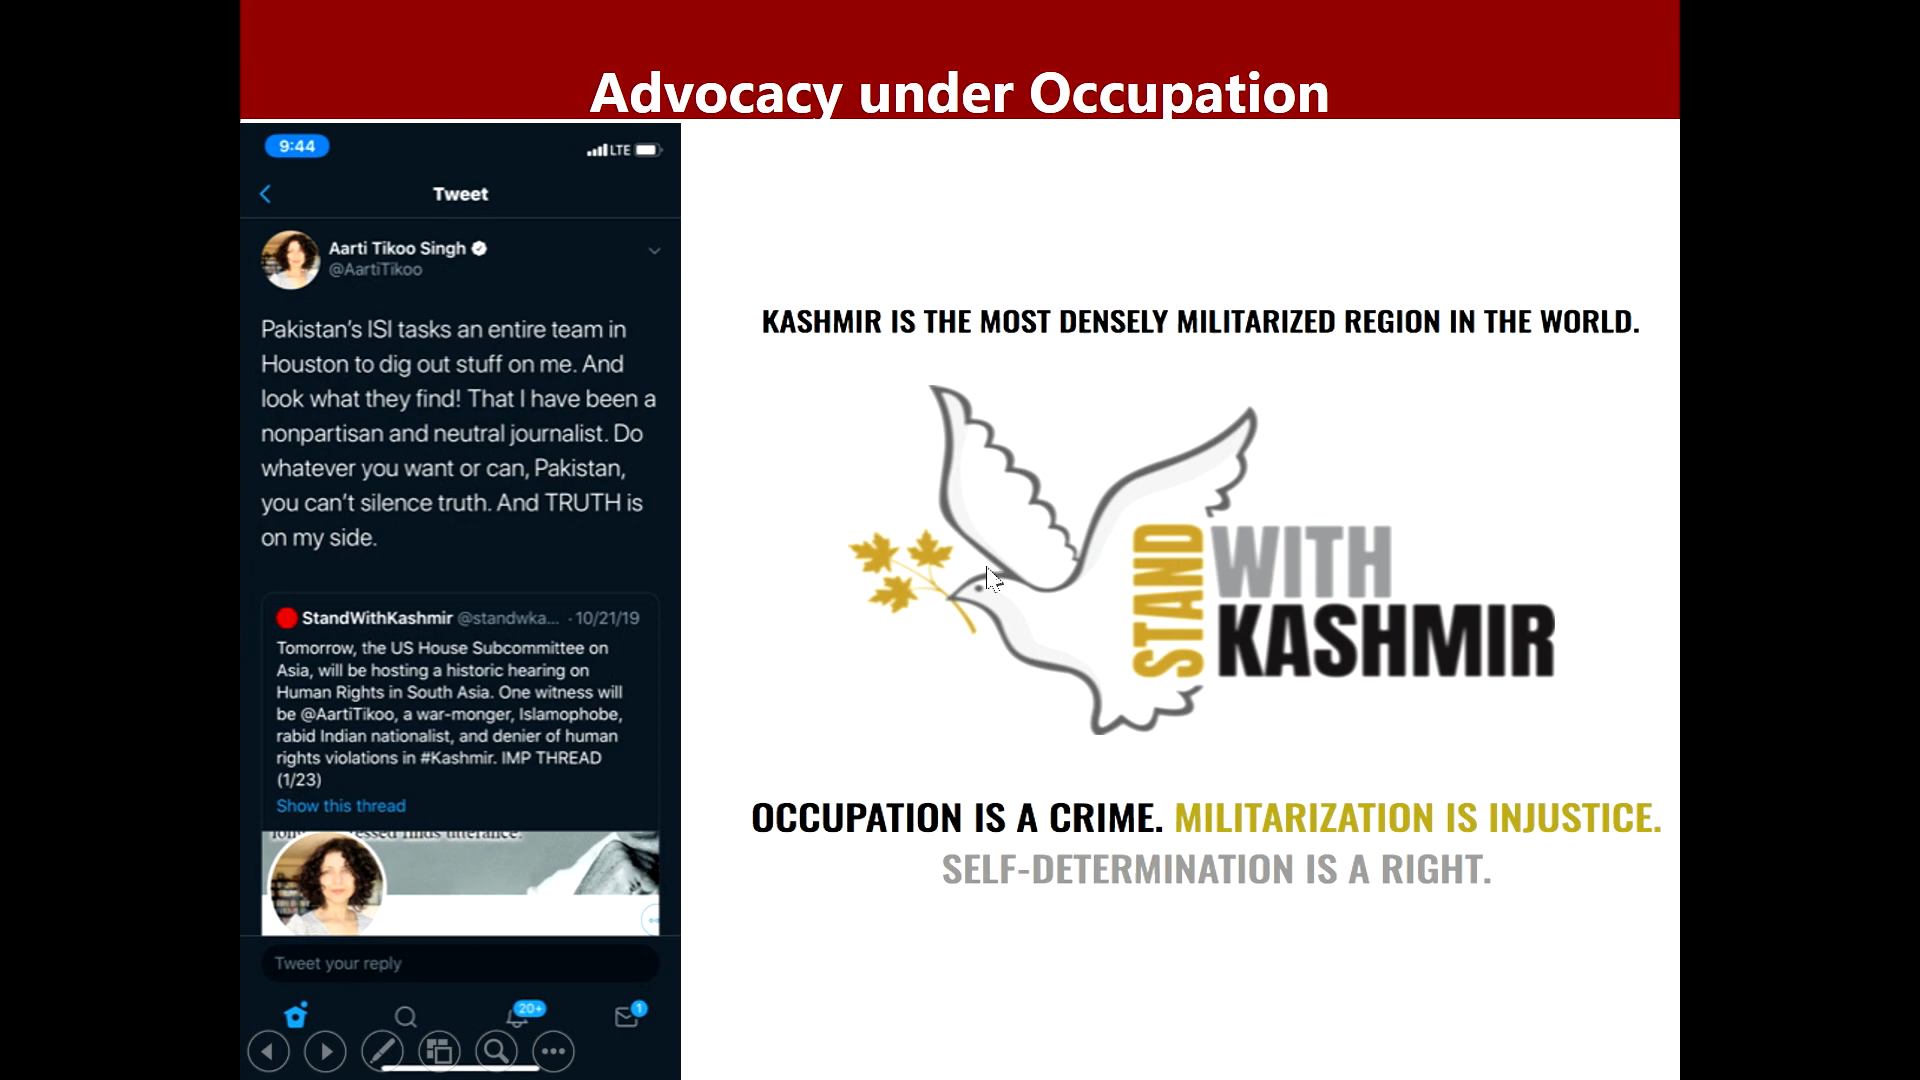 Advocacy under Occupation
9:44
LTE
Tweet
Aarti Tikoo Singh
@AartiTikoo
Pakistan's ISI tasks an entire team in
Houston to dig out stuff on me. And
look what they find! That I have been a
nonpartisan and neutral journalist. Do
whatever you want or can, Pakistan,
you can't silence truth. And TRUTH is
on my side.
StandWithKashmir @standwka... · 10/21/19
Tomorrow, the US House Subcommittee on
Asia, will be hosting a historic hearing on
Human Rights in South Asia. One witness will
be @AartiTikoo, a war-monger, Islamophobe,
rabid Indian nationalist, and denier of human
rights violations in #Kashmir. IMP THREAD
(1/23)
Show this thread
finds utterance.
Tweet your reply
20+
1
KASHMIR IS THE MOST DENSELY MILITARIZED REGION IN THE WORLD.
STAND
WITH
KASHMIR
OCCUPATION IS A CRIME. MILITARIZATION IS INJUSTICE.
SELF-DETERMINATION IS A RIGHT.